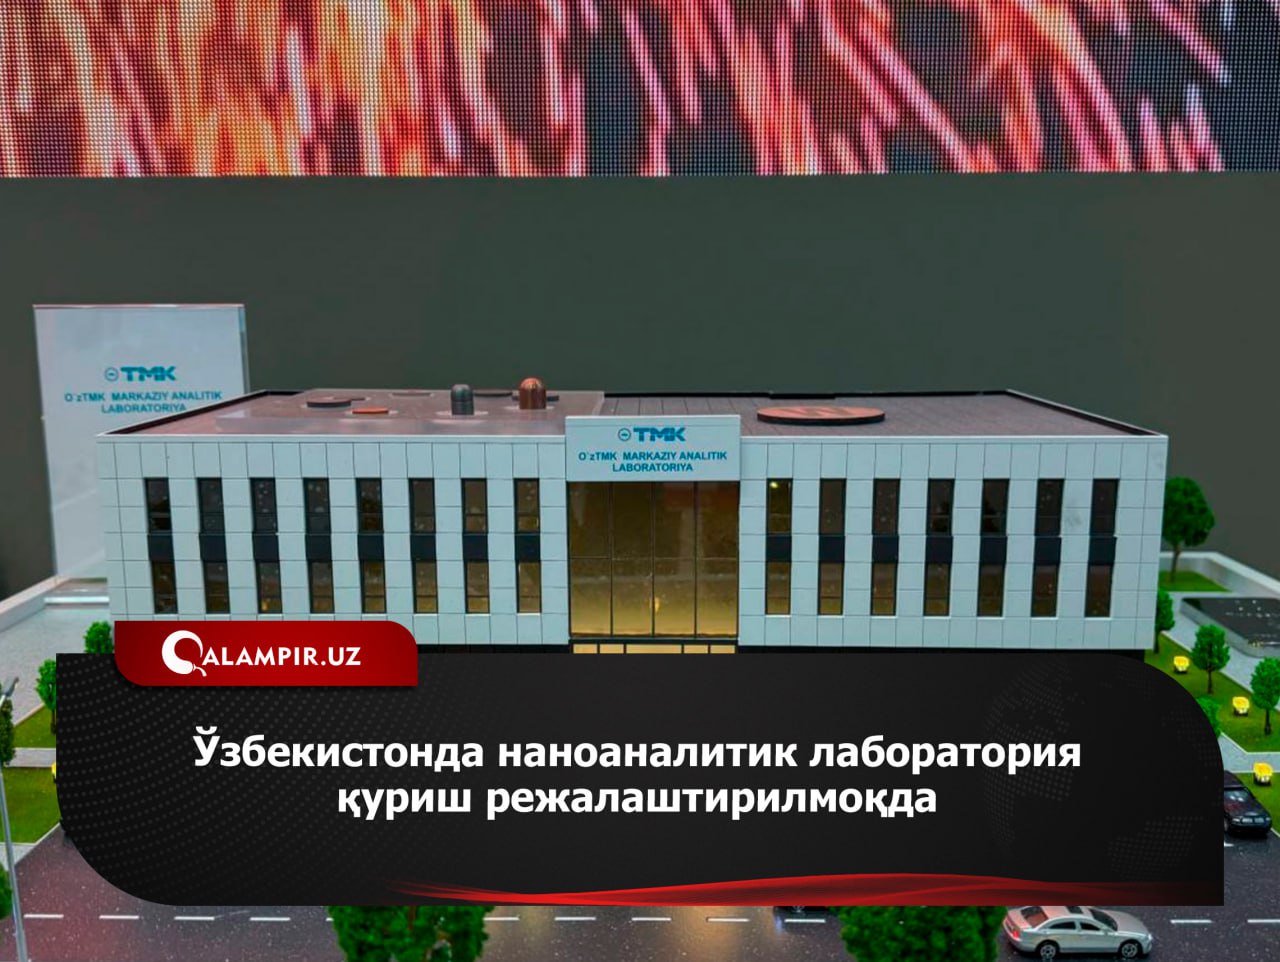 TMK
O`zTMK MARKAZIY ANALITIK
LABORATORIYA
TMK
O`zTMK MARKAZIY ANALITIK
LABORATORIYA
QALAMPIR.UZ
Ўзбекистонда наноаналитик лаборатория
қуриш режалаштирилмоқда